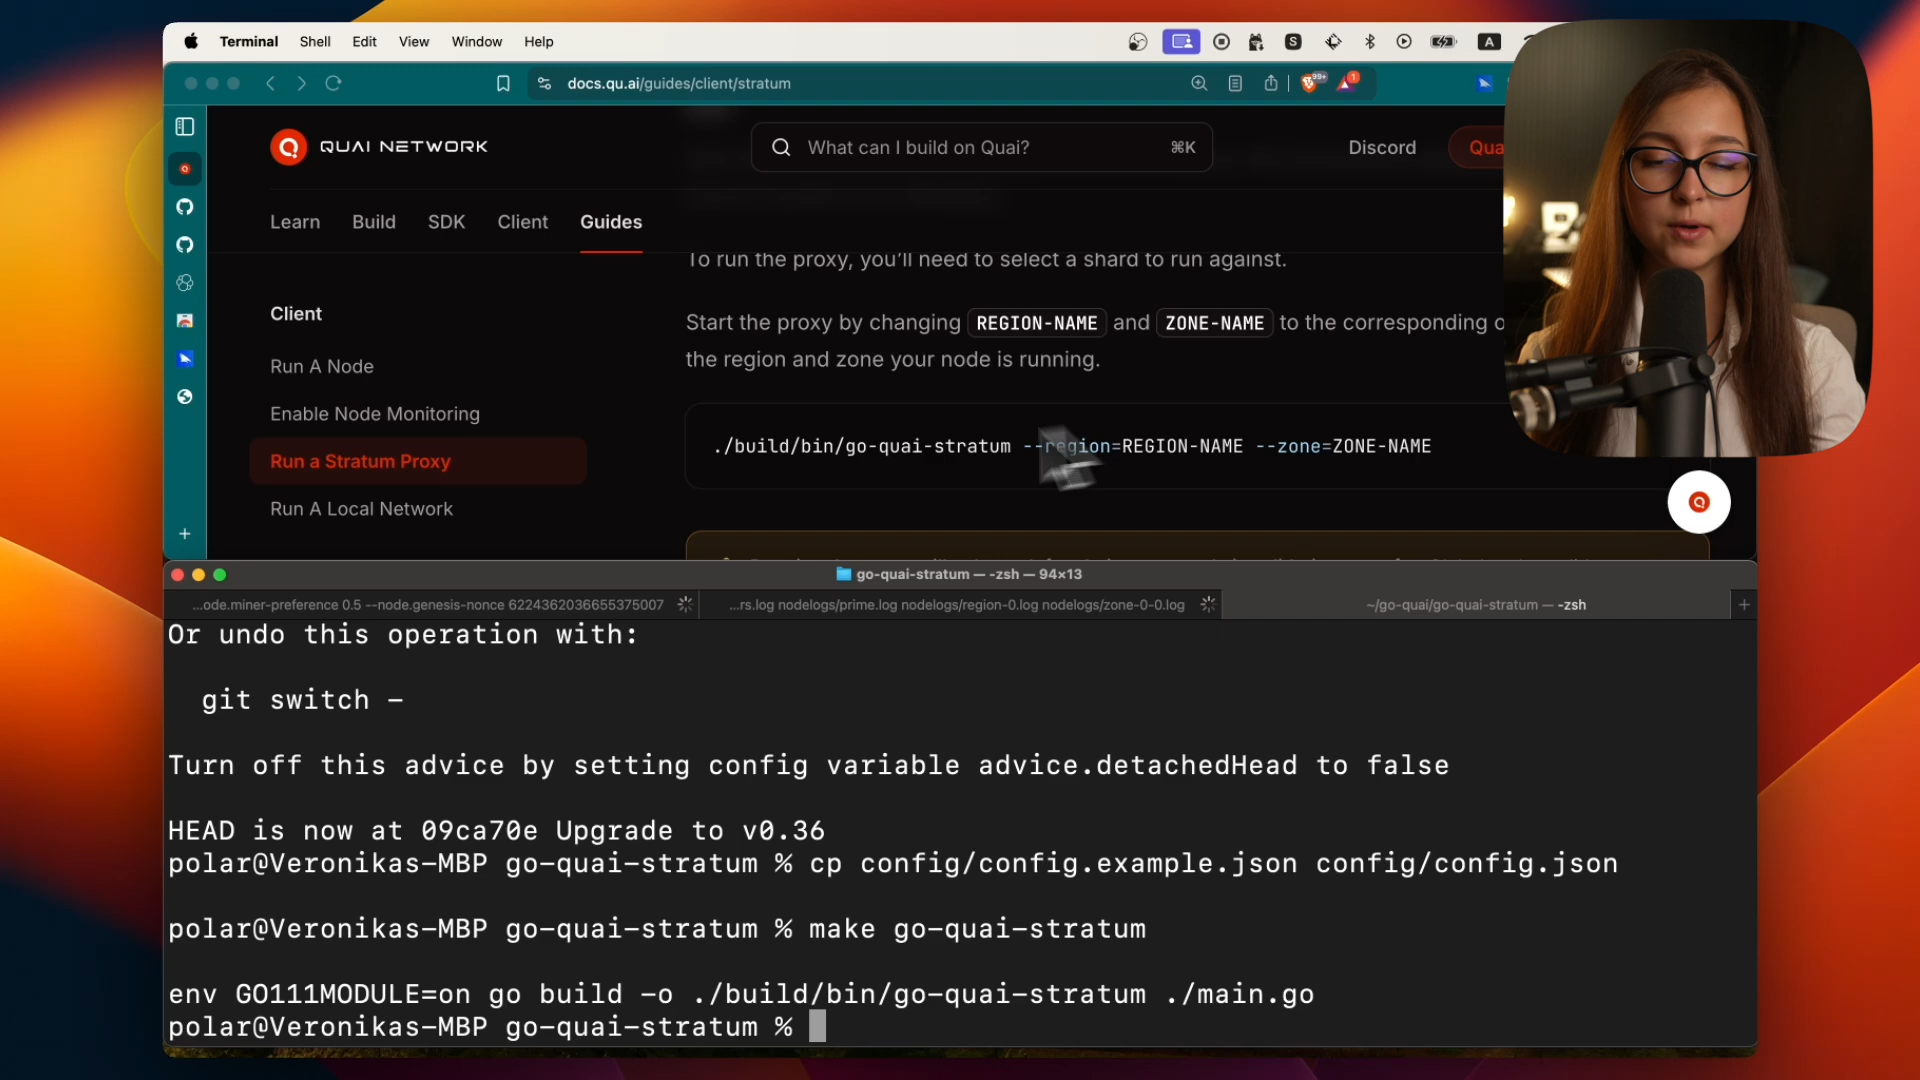 Terminal Shell Edit View Window Help
S
A
docs.qu.ai/guides/client/stratum
99+
1
QUAI NETWORK
What can I build on Quai?
⌘K
Discord
Qua
Learn Build SDK Client Guides
Client
Run A Node
Enable Node Monitoring
Run a Stratum Proxy
Run A Local Network
To run the proxy, you'll need to select a shard to run against.
Start the proxy by changing REGION-NAME and ZONE-NAME to the corresponding
the region and zone your node is running.
./build/bin/go-quai-stratum --region=REGION-NAME --zone=ZONE-NAME
go-quai-stratum — -zsh — 94×13
...ode.miner-preference 0.5 --node.genesis-nonce 6224362036655375007
...rs.log nodelogs/prime.log nodelogs/region-0.log nodelogs/zone-0-0.log
~/go-quai/go-quai-stratum — -zsh
Or undo this operation with:
git switch -
Turn off this advice by setting config variable advice.detachedHead to false
HEAD is now at 09ca70e Upgrade to v0.36
polar@Veronikas-MBP go-quai-stratum % cp config/config.example.json config/config.json
polar@Veronikas-MBP go-quai-stratum % make go-quai-stratum
env GO111MODULE=on go build -o ./build/bin/go-quai-stratum ./main.go
polar@Veronikas-MBP go-quai-stratum %